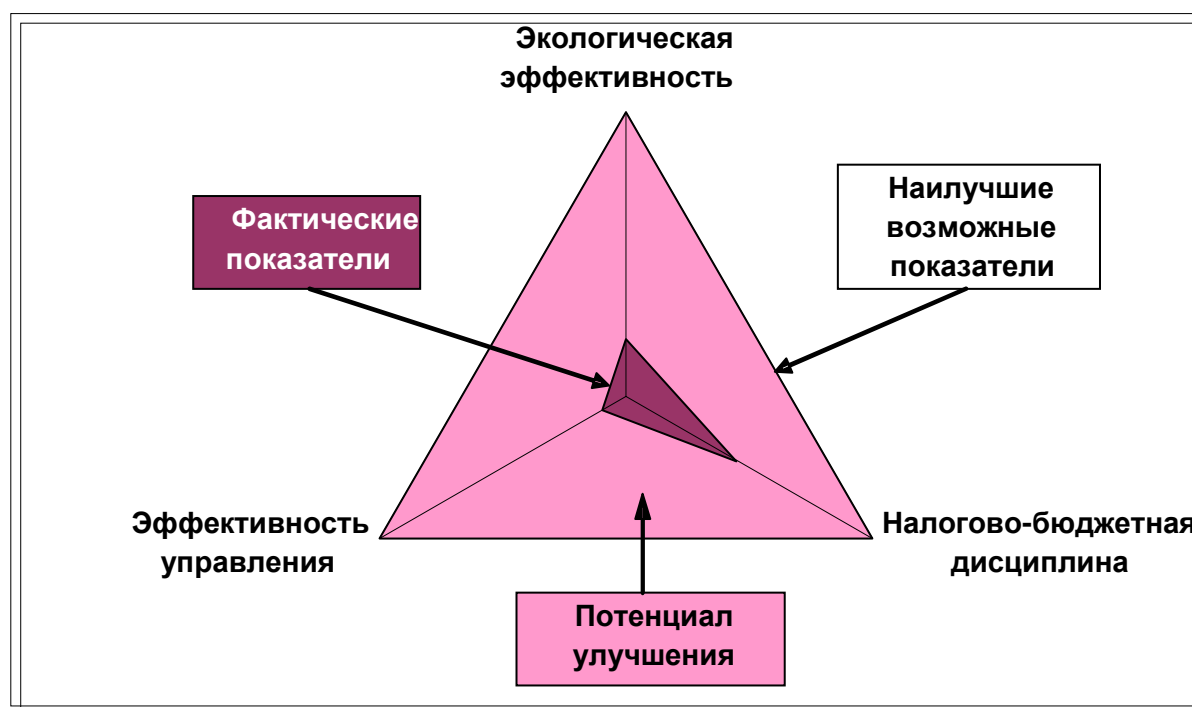 Экологическая
эффективность
Фактические
показатели
Наилучшие
возможные
показатели
Эффективность
управления
Налогово-бюджетная
дисциплина
Потенциал
улучшения